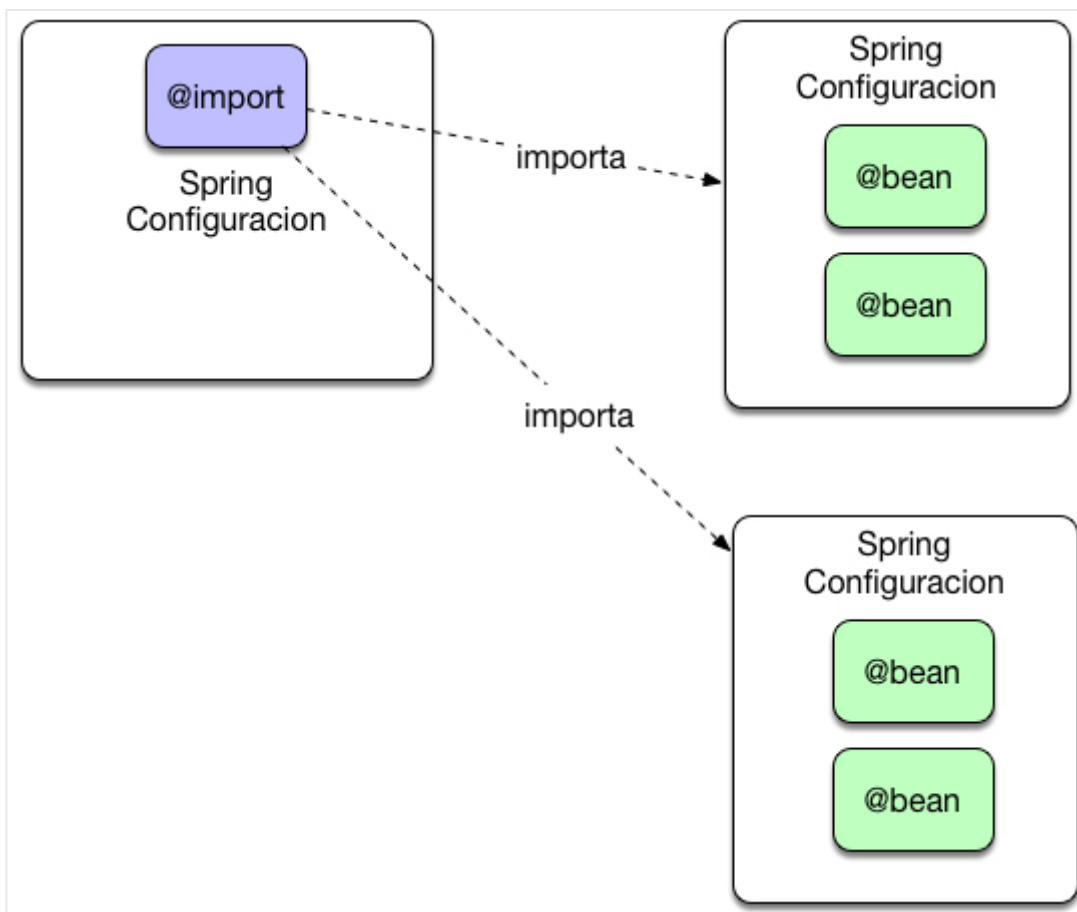 @import
Spring
Configuracion
importa
importa
Spring
Configuracion
@bean
@bean
Spring
Configuracion
@bean
@bean